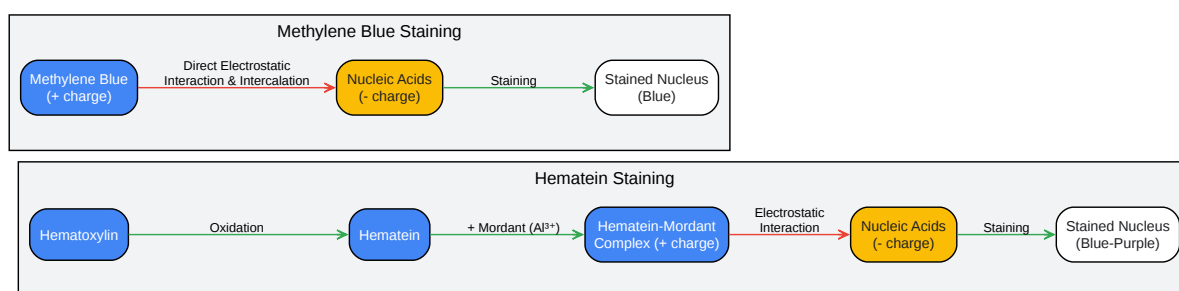 Methylene Blue Staining
Methylene Blue
(+ charge)
Direct Electrostatic
Interaction & Intercalation
Nucleic Acids
(- charge)
Staining
Stained Nucleus
(Blue)
Hematein Staining
Hematoxylin
Oxidation
Hematein
+ Mordant (Al³⁺)
Hematein-Mordant
Complex (+ charge)
Electrostatic
Interaction
Nucleic Acids
(- charge)
Staining
Stained Nucleus
(Blue-Purple)